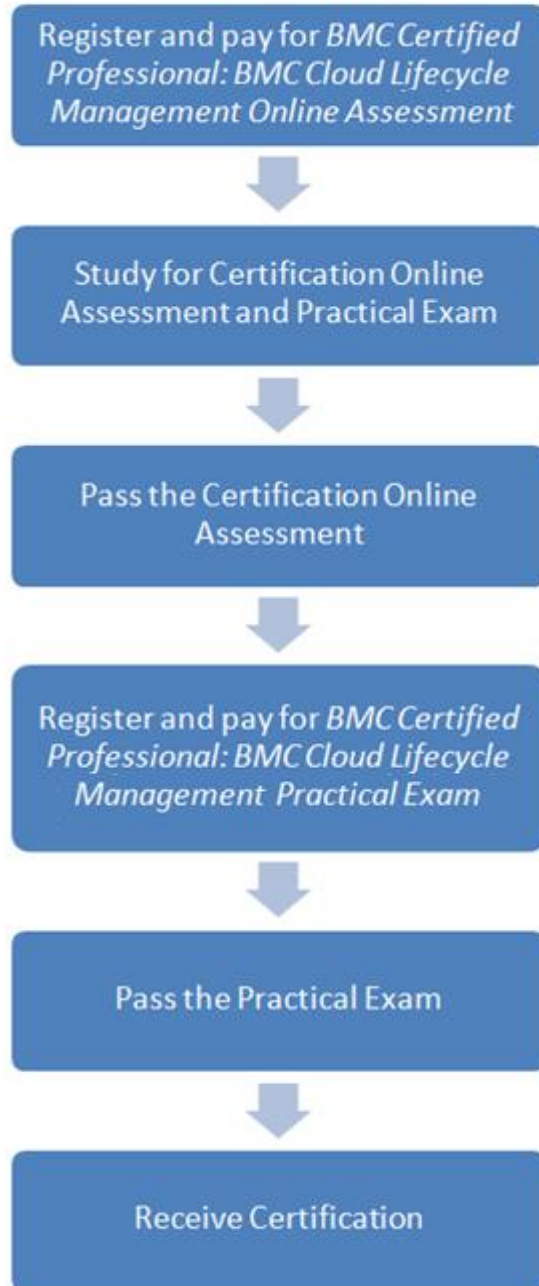 Register and pay for BMC Certified
Professional: BMC Cloud Lifecycle
Management Online Assessment
Study for Certification Online
Assessment and Practical Exam
Pass the Certification Online
Assessment
Register and pay for BMC Certified
Professional: BMC Cloud Lifecycle
Management Practical Exam
Pass the Practical Exam
Receive Certification